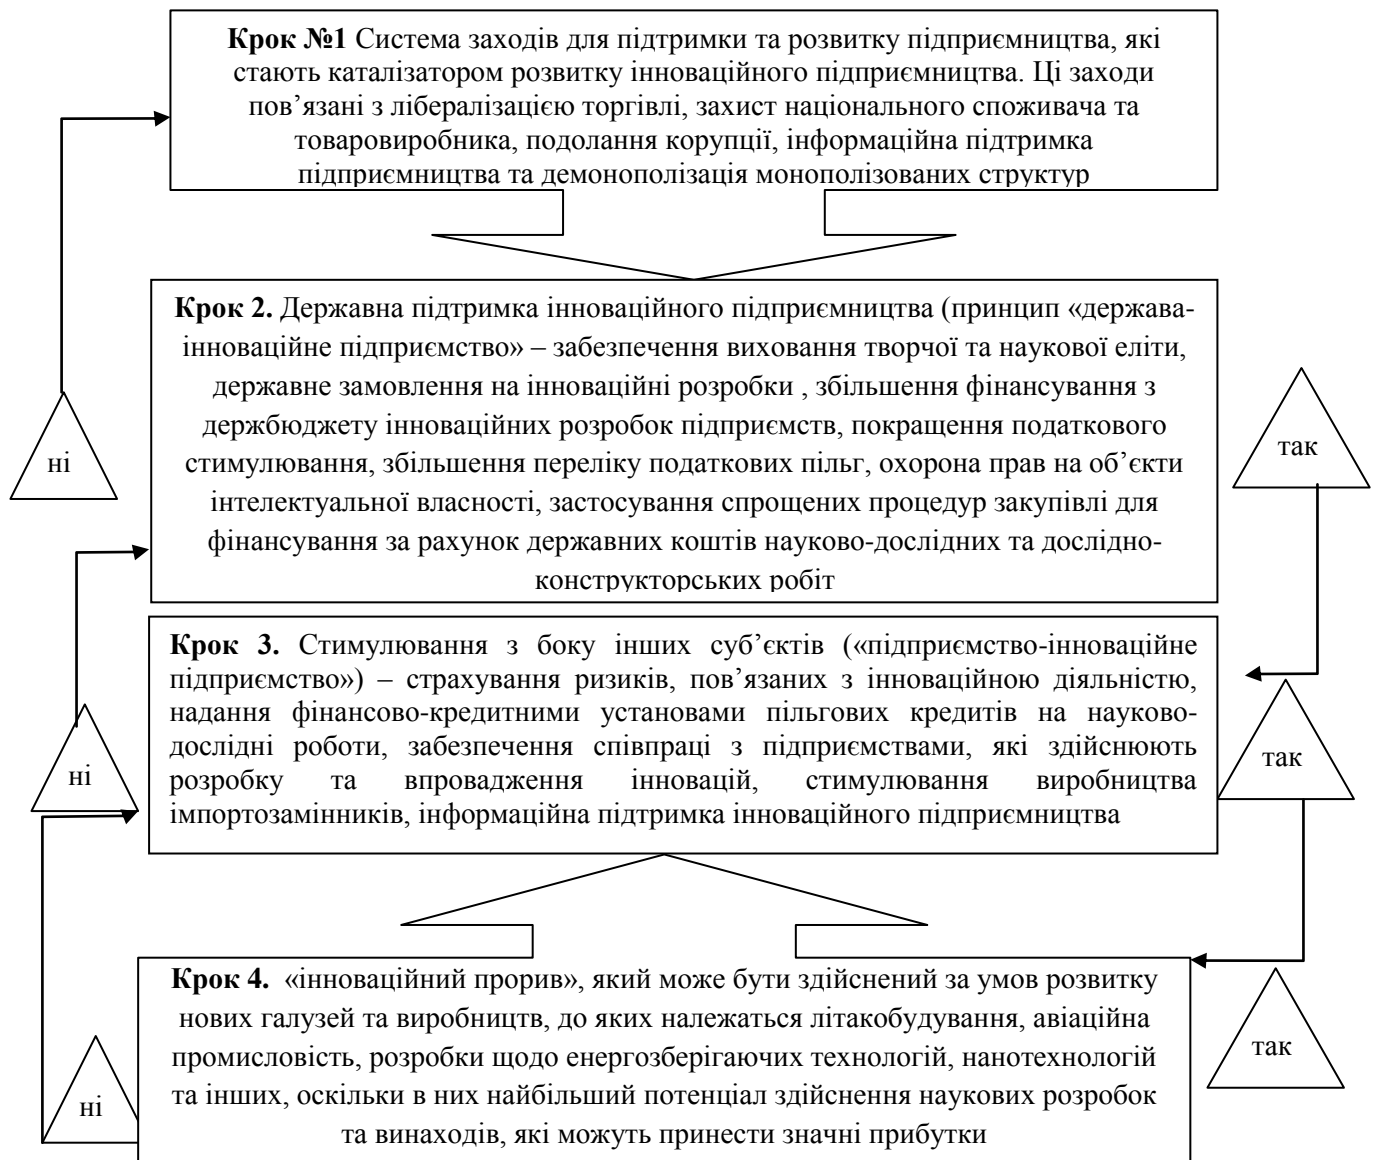 Крок №1 Система заходів для підтримки та розвитку підприємництва, які
стають каталізатором розвитку інноваційного підприємництва. Ці заходи
пов’язані з лібералізацією торгівлі, захист національного споживача та
товаровиробника, подолання корупції, інформаційна підтримка
підприємництва та демонополізація монополізованих структур
Крок 2. Державна підтримка інноваційного підприємництва (принцип «держава-
інноваційне підприємство» – забезпечення виховання творчої та наукової еліти,
державне замовлення на інноваційні розробки , збільшення фінансування з
держбюджету інноваційних розробок підприємств, покращення податкового
стимулювання, збільшення переліку податкових пільг, охорона прав на об’єкти
інтелектуальної власності, застосування спрощених процедур закупівлі для
фінансування за рахунок державних коштів науково-дослідних та дослідно-
конструкторських робіт
ні
так
Крок 3. Стимулювання з боку інших суб’єктів («підприємство-інноваційне
підприємство») – страхування ризиків, пов’язаних з інноваційною діяльністю,
надання фінансово-кредитними установами пільгових кредитів на науково-
дослідні роботи, забезпечення співпраці з підприємствами, які здійснюють
розробку та впровадження інновацій, стимулювання виробництва
імпортозамінників, інформаційна підтримка інноваційного підприємництва
ні
так
Крок 4. «інноваційний прорив», який може бути здійснений за умов розвитку
нових галузей та виробництв, до яких належаться літакобудування, авіаційна
промисловість, розробки щодо енергозберігаючих технологій, нанотехнологій
та інших, оскільки в них найбільший потенціал здійснення наукових розробок
та винаходів, які можуть принести значні прибутки
ні
так